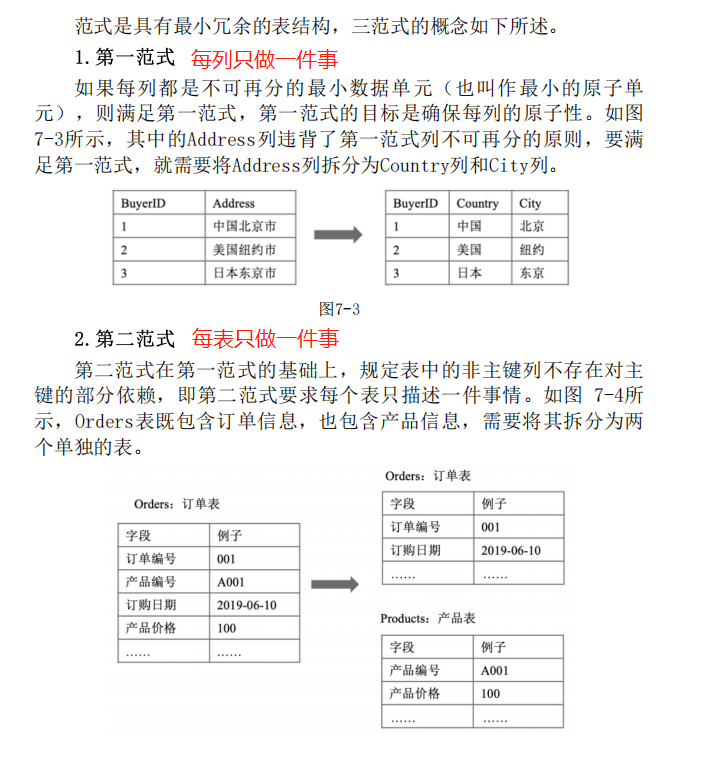 范式是具有最小冗余的表结构，三范式的概念如下所述。
1.第一范式 每列只做一件事
如果每列都是不可再分的最小数据单元（也叫作最小的原子单
元），则满足第一范式，第一范式的目标是确保每列的原子性。如图
7-3所示，其中的Address列违背了第一范式列不可再分的原则，要满
足第一范式，就需要将Address列拆分为Country列和City列。
BuyerID Address
1 中国北京市
2 美国纽约市
3 日本东京市
BuyerID Country City
1 中国 北京
2 美国 纽约
3 日本 东京
图7-3
2.第二范式 每表只做一件事
第二范式在第一范式的基础上，规定表中的非主键列不存在对主
键的部分依赖，即第二范式要求每个表只描述一件事情。如图 7-4所
示，Orders表既包含订单信息，也包含产品信息，需要将其拆分为两
个单独的表。
Orders：订单表
字段 例子
订单编号 001
产品编号 A001
订购日期 2019-06-10
产品价格 100
…… ……
Orders：订单表
字段 例子
订单编号 001
订购日期 2019-06-10
…… ……
Products：产品表
字段 例子
产品编号 A001
产品价格 100
…… ……